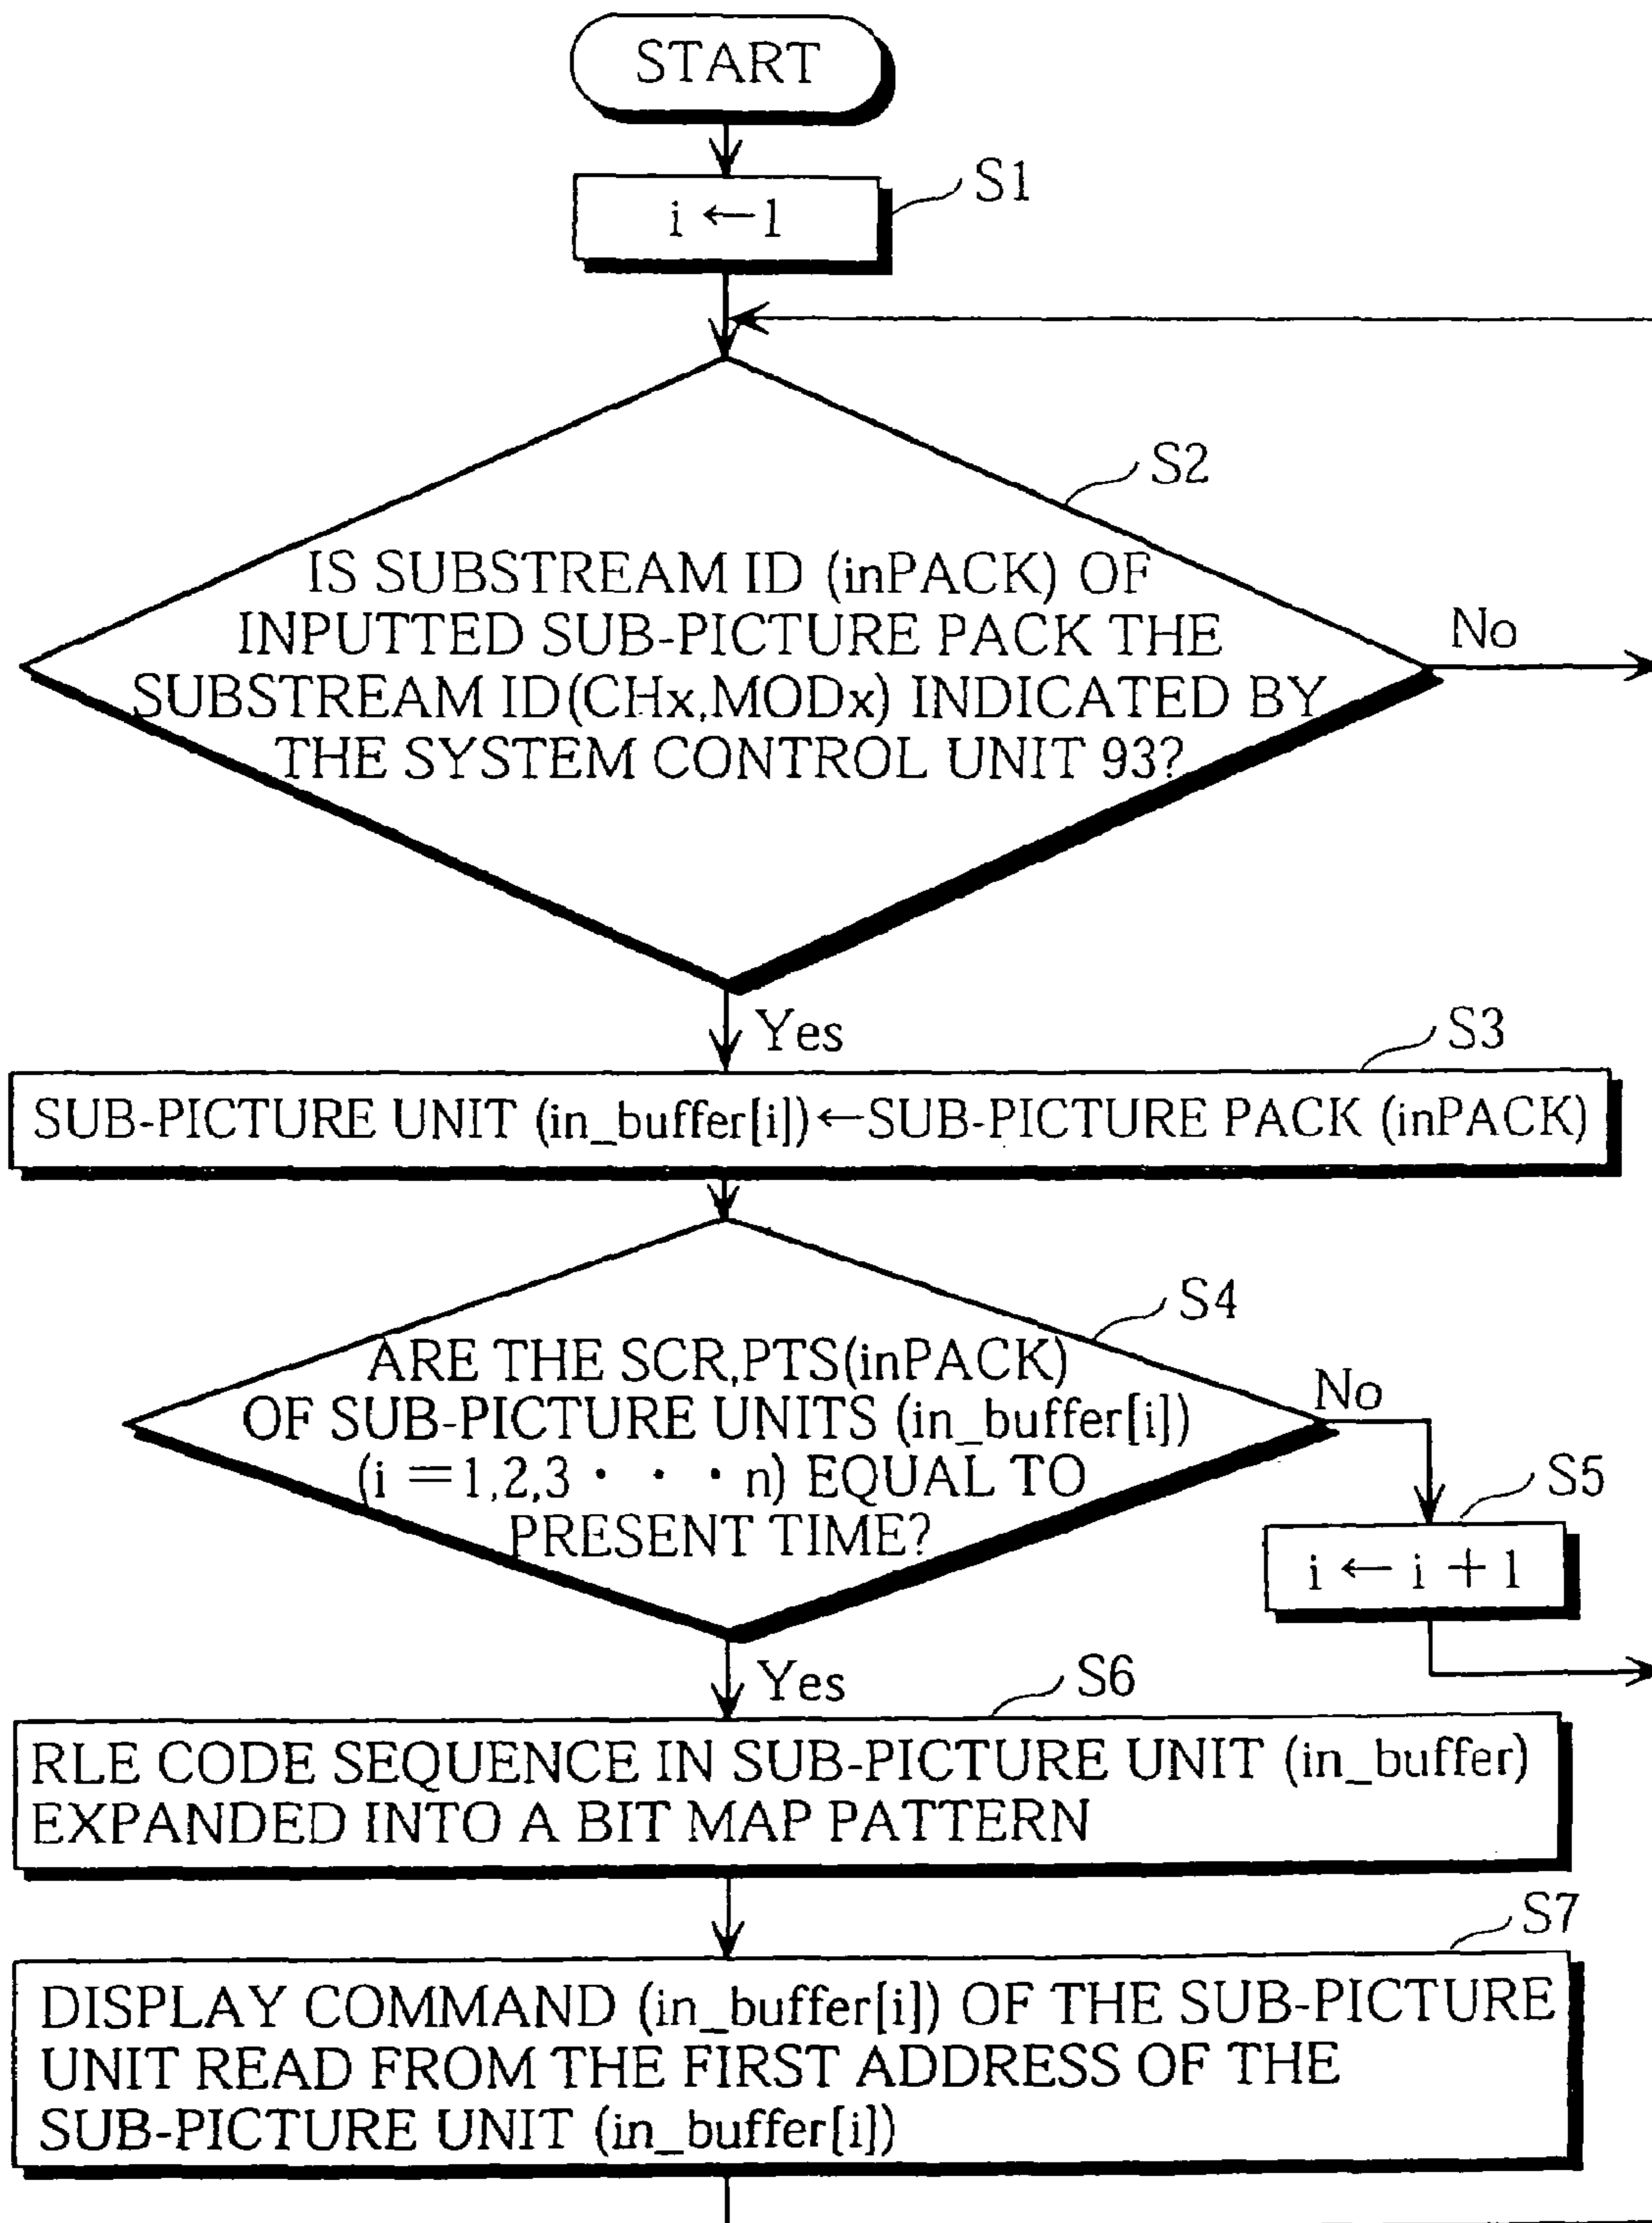 START
S1
i ←1
S2
IS SUBSTREAM ID (inPACK) OF
INPUTTED SUB-PICTURE PACK THE
SUBSTREAM ID(CHx,MODx) INDICATED BY
THE SYSTEM CONTROL UNIT 93?
No
Yes
S3
SUB-PICTURE UNIT (in_buffer[i])←SUB-PICTURE PACK (inPACK)
S4
ARE THE SCR,PTS(inPACK)
OF SUB-PICTURE UNITS (in_buffer[i])
(i =1,2,3 · · · n) EQUAL TO
PRESENT TIME?
No
S5
i ← i +1
Yes
S6
RLE CODE SEQUENCE IN SUB-PICTURE UNIT (in_buffer)
EXPANDED INTO A BIT MAP PATTERN
S7
DISPLAY COMMAND (in_buffer[i]) OF THE SUB-PICTURE
UNIT READ FROM THE FIRST ADDRESS OF THE
SUB-PICTURE UNIT (in_buffer[i])